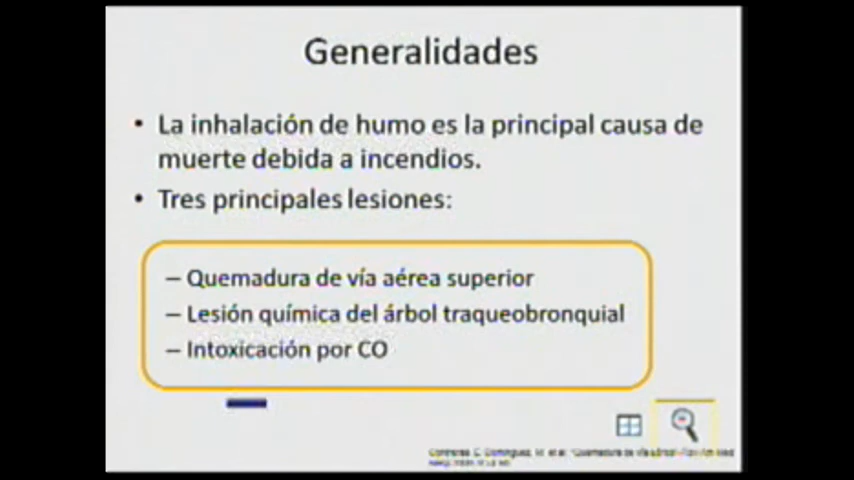 Generalidades
• La inhalación de humo es la principal causa de
muerte debida a incendios.
• Tres principales lesiones:
– Quemadura de vía aérea superior
– Lesión química del árbol traqueobronquial
– Intoxicación por CO